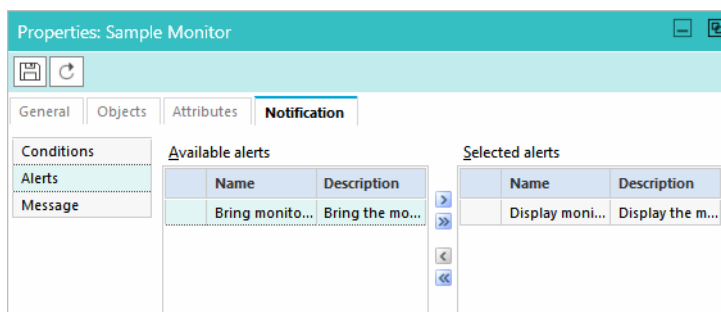 Properties: Sample Monitor
General Objects Attributes Notification
Conditions
Alerts
Message
Available alerts
Name Description
Bring monito... Bring the mo...
Selected alerts
Name Description
Display moni... Display the m...